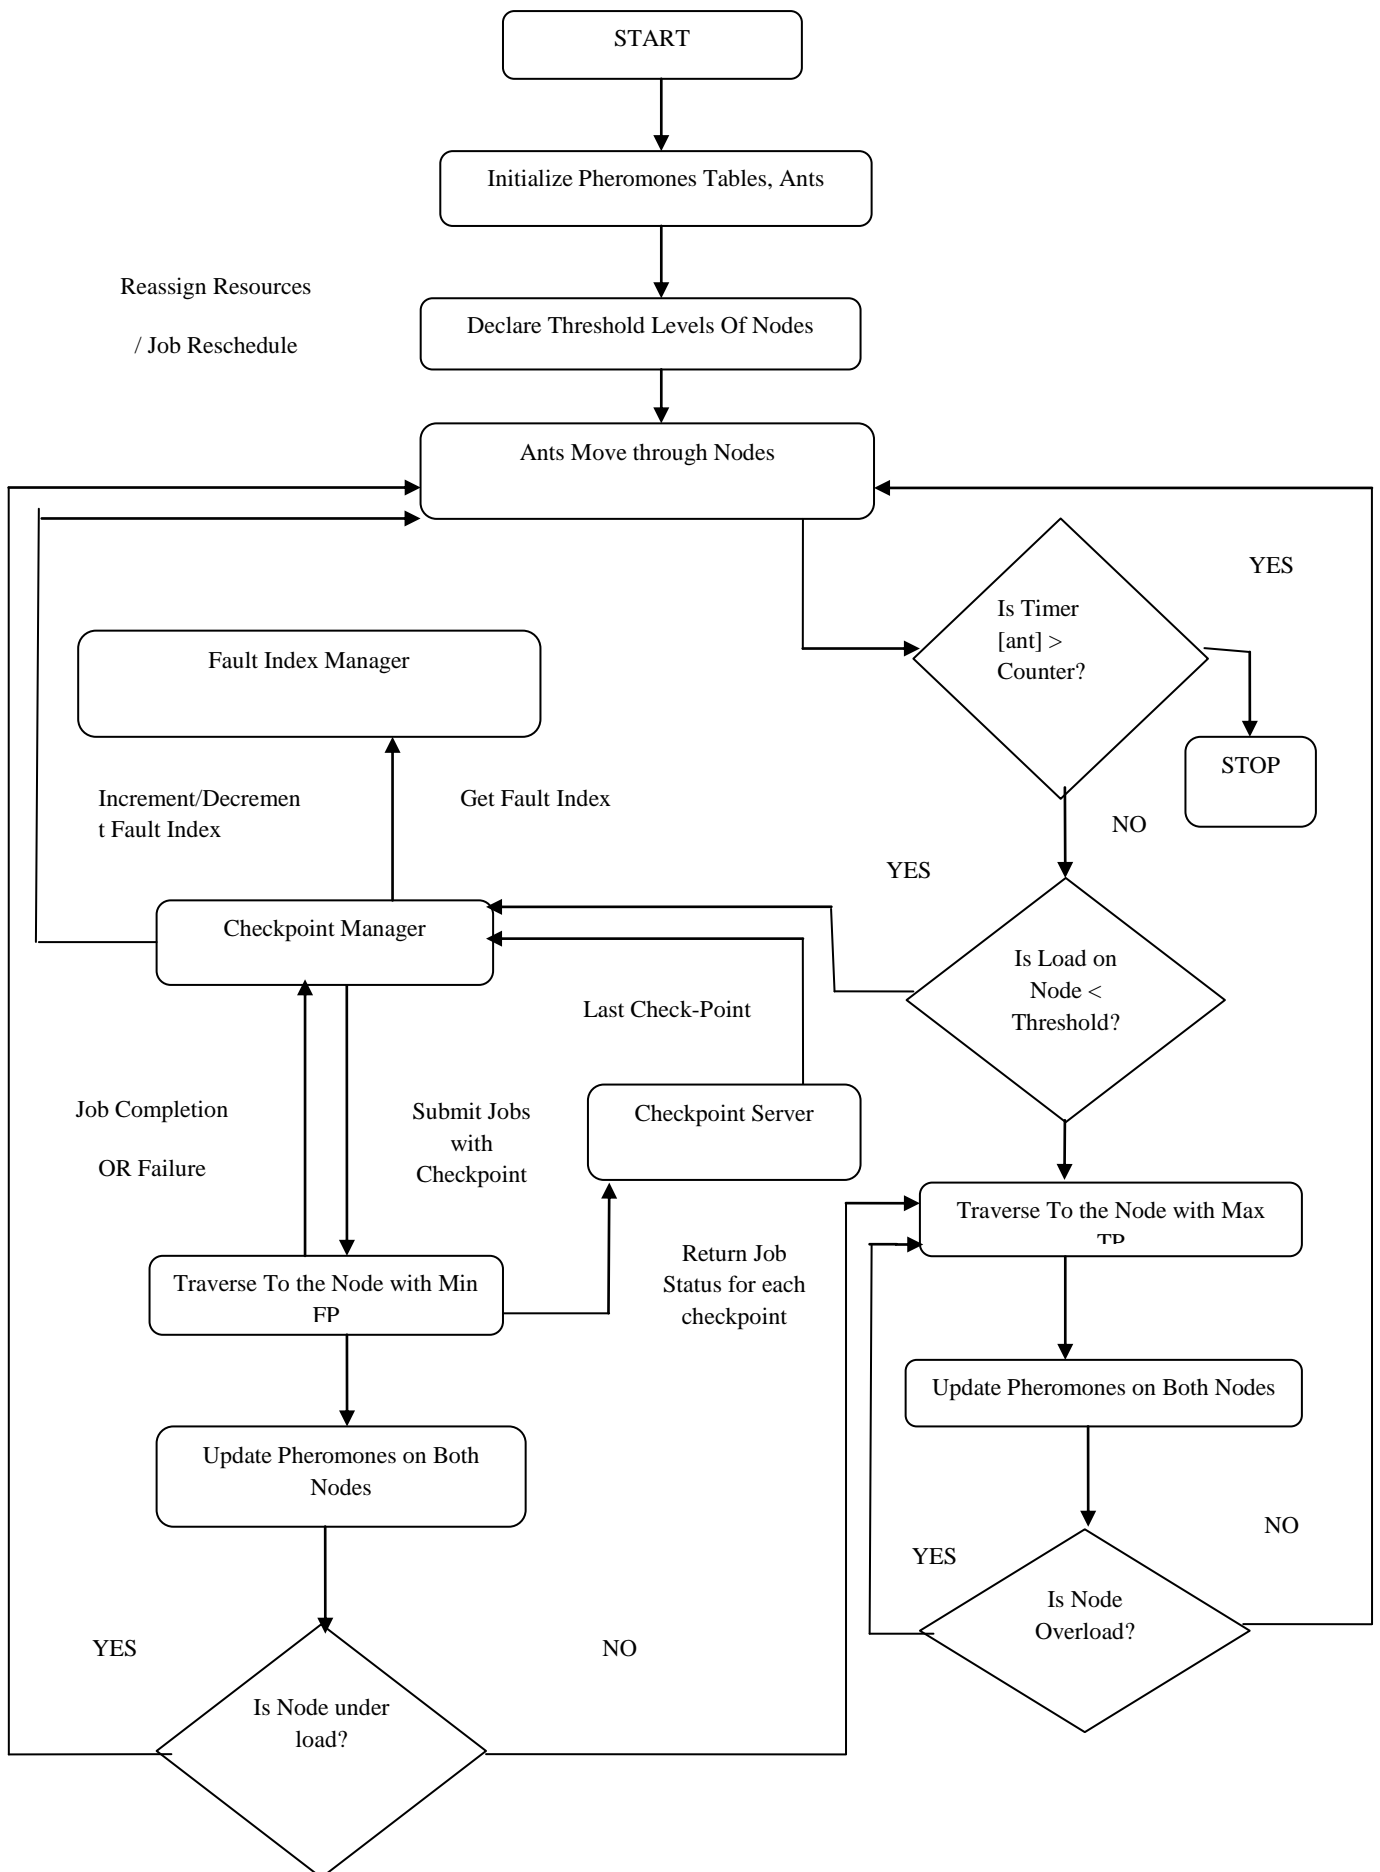 START
Initialize Pheromones Tables, Ants
Reassign Resources
/ Job Reschedule
Declare Threshold Levels Of Nodes
Ants Move through Nodes
YES
Is Timer
[ant] >
Counter?
Fault Index Manager
STOP
Increment/Decremen
t Fault Index
Get Fault Index
NO
YES
Checkpoint Manager
Is Load on
Node <
Threshold?
Last Check-Point
Job Completion
OR Failure
Submit Jobs
with
Checkpoint
Checkpoint Server
Traverse To the Node with Max
TP
Return Job
Status for each
checkpoint
Traverse To the Node with Min
FP
Update Pheromones on Both Nodes
Update Pheromones on Both
Nodes
NO
YES
Is Node
Overload?
YES
NO
Is Node under
load?